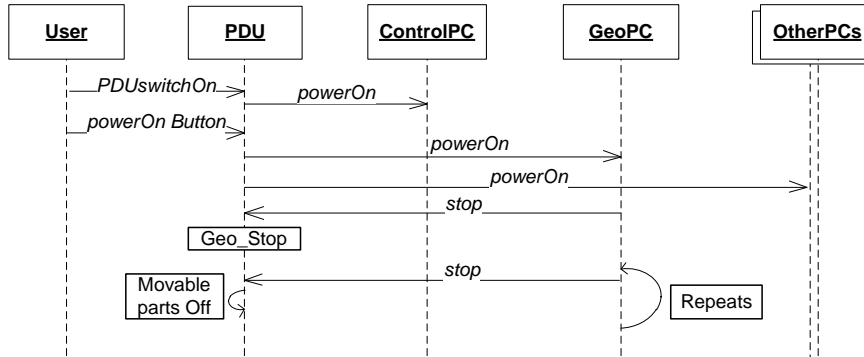 User
PDU
ControlPC
GeoPC
OtherPCs
PDUswitchOn
powerOn
powerOn Button
powerOn
powerOn
stop
Geo_Stop
stop
Movable
parts Off
Repeats